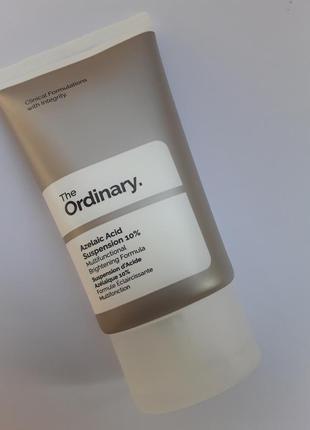 Clinical Formulations
with Integrity.
The
Ordinary.
Azelaic Acid
Suspension 10%
Multifunctional
Brightening Formula
Suspension d'Acide
Azélaïque 10%
Formule Éclaircissante
Multifonction